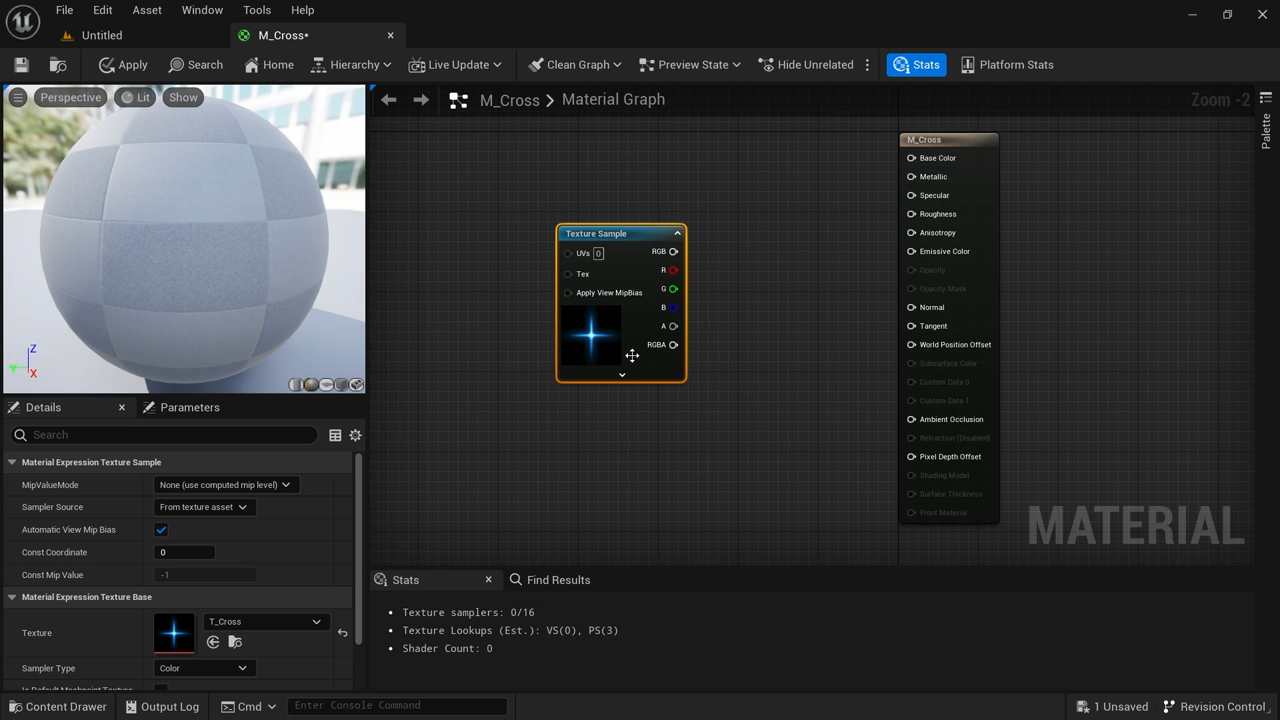 File Edit Asset Window Tools Help
Untitled
M_Cross*
Apply Search Home Hierarchy Live Update Clean Graph Preview State Hide Unrelated Stats Platform Stats
Perspective Lit Show
M_Cross > Material Graph
Zoom -2
Palette
M_Cross
Base Color
Metallic
Specular
Roughness
Anisotropy
Emissive Color
Opacity
Opacity Mask
Normal
Tangent
World Position Offset
Subsurface Color
Custom Data 0
Custom Data 1
Ambient Occlusion
Refraction (Disabled)
Pixel Depth Offset
Shading Model
Surface Thickness
Front Material
Texture Sample
UVs 0 RGB
R
Tex
G
Apply View MipBias
B
A
RGBA
Z
Y
X
MATERIAL
Details Parameters
Search
Material Expression Texture Sample
MipValueMode None (use computed mip level)
Sampler Source From texture asset
Automatic View Mip Bias
Const Coordinate 0
Const Mip Value -1
Material Expression Texture Base
Texture T_Cross
Sampler Type Color
Stats Find Results
• Texture samplers: 0/16
• Texture Lookups (Est.): VS(0), PS(3)
• Shader Count: 0
Content Drawer Output Log Cmd Enter Console Command 1 Unsaved Revision Control